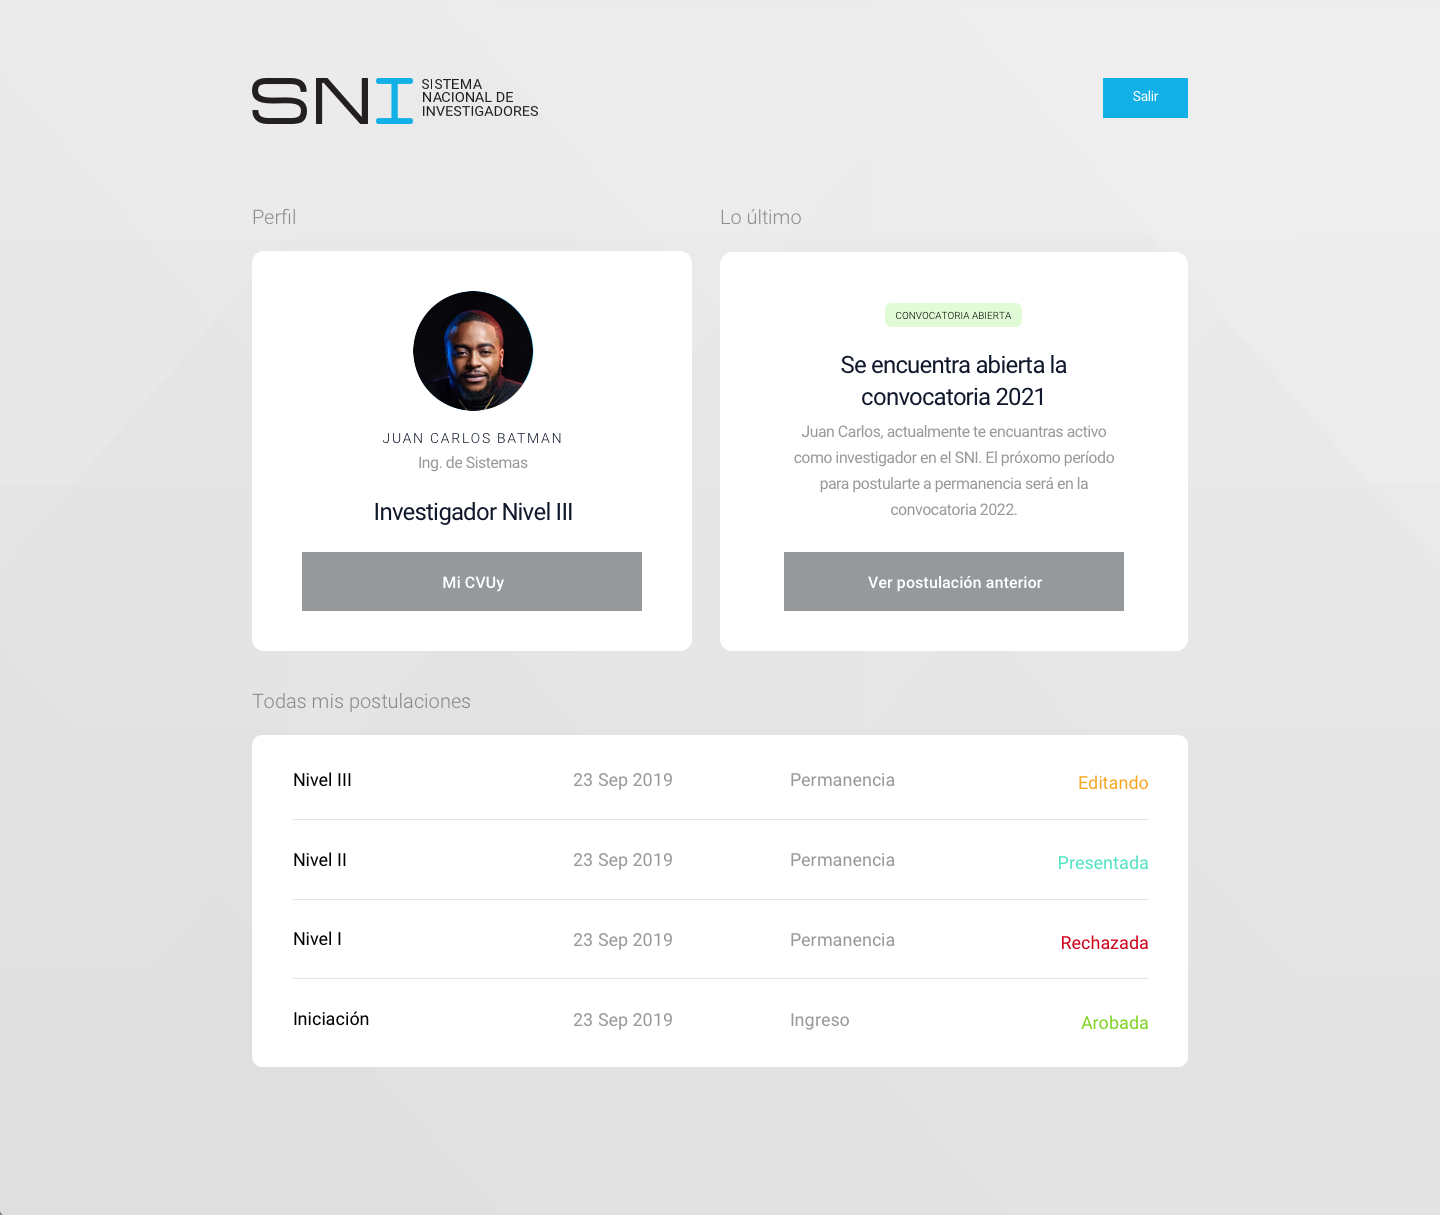 SNI
SISTEMA
NACIONAL DE
INVESTIGADORES
Salir
Perfil
JUAN CARLOS BATMAN
Ing. de Sistemas
Investigador Nivel III
Mi CVUy
Lo último
CONVOCATORIA ABIERTA
Se encuentra abierta la
convocatoria 2021
Juan Carlos, actualmente te encuantras activo
como investigador en el SNI. El próxomo período
para postularte a permanencia será en la
convocatoria 2022.
Ver postulación anterior
Todas mis postulaciones
Nivel III 23 Sep 2019 Permanencia Editando
Nivel II 23 Sep 2019 Permanencia Presentada
Nivel I 23 Sep 2019 Permanencia Rechazada
Iniciación 23 Sep 2019 Ingreso Arobada